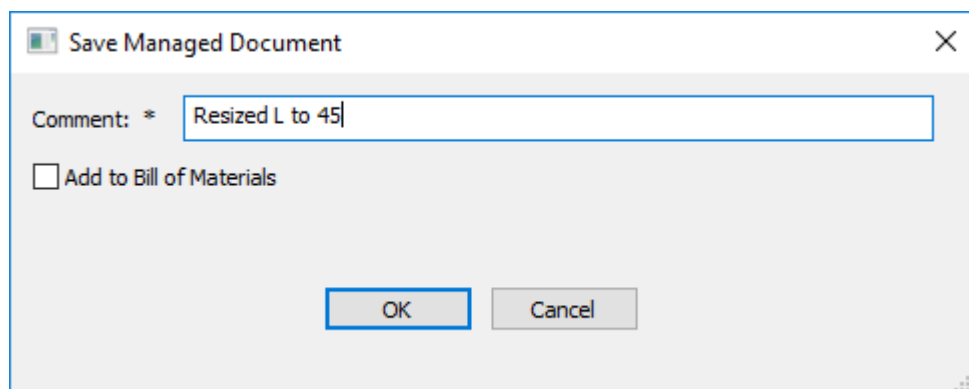 Save Managed Document
Comment: * Resized L to 45
Add to Bill of Materials
OK Cancel